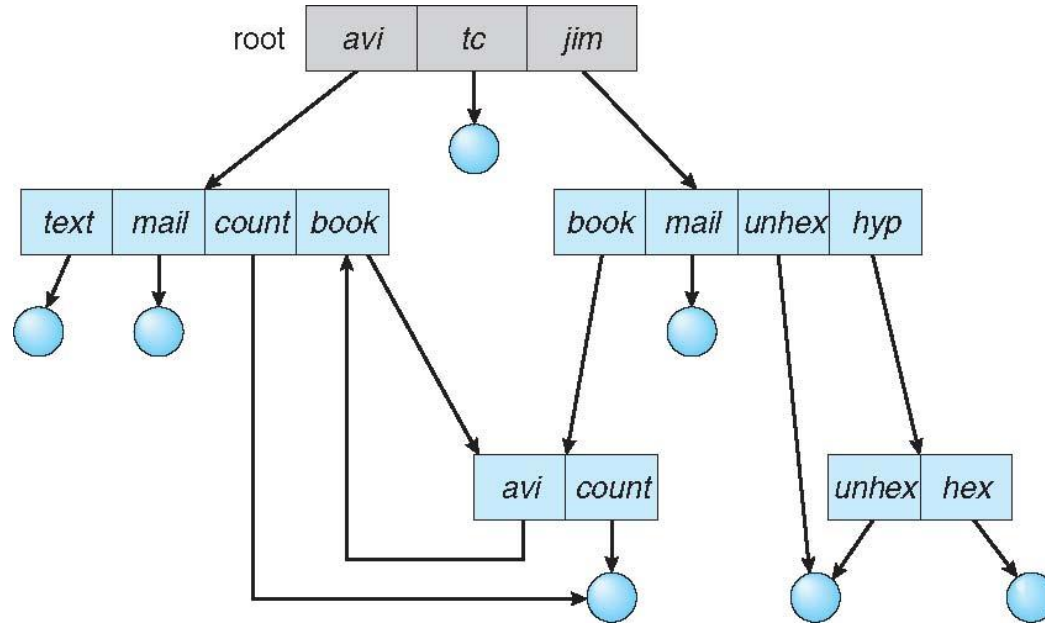 root avi tc jim
text mail count book book mail unhex hyp
avi count unhex hex